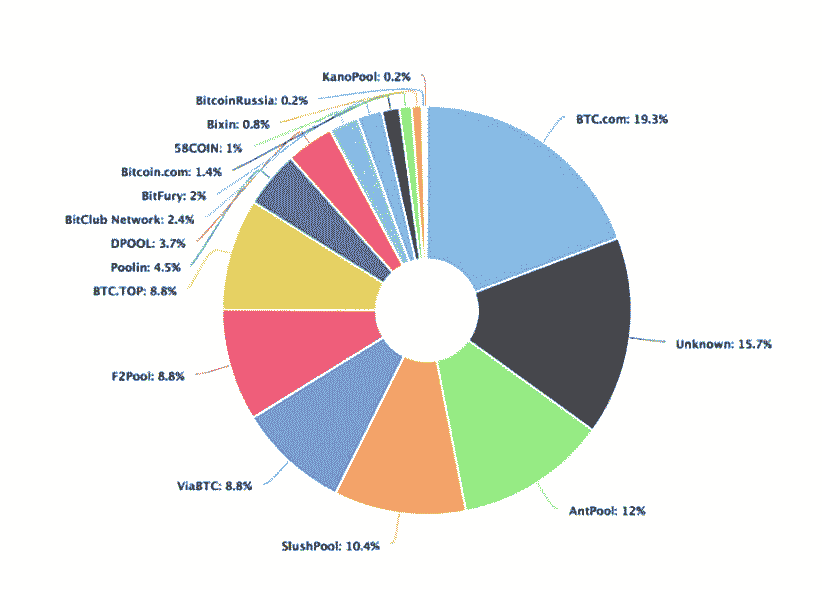 KanoPool: 0.2%
BitcoinRussia: 0.2%
BTC.com: 19.3%
Bixin: 0.8%
58COIN: 1%
Bitcoin.com: 1.4%
BitFury: 2%
BitClub Network: 2.4%
DPOOL: 3.7%
Poolin: 4.5%
BTC.TOP: 8.8%
Unknown: 15.7%
F2Pool: 8.8%
ViaBTC: 8.8%
AntPool: 12%
SlushPool: 10.4%